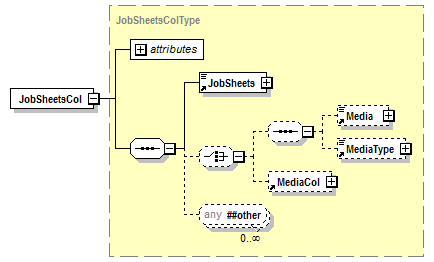 JobSheetsColType
attributes
JobSheetsCol
JobSheets
Media
MediaType
MediaCol
any ##other
0..∞